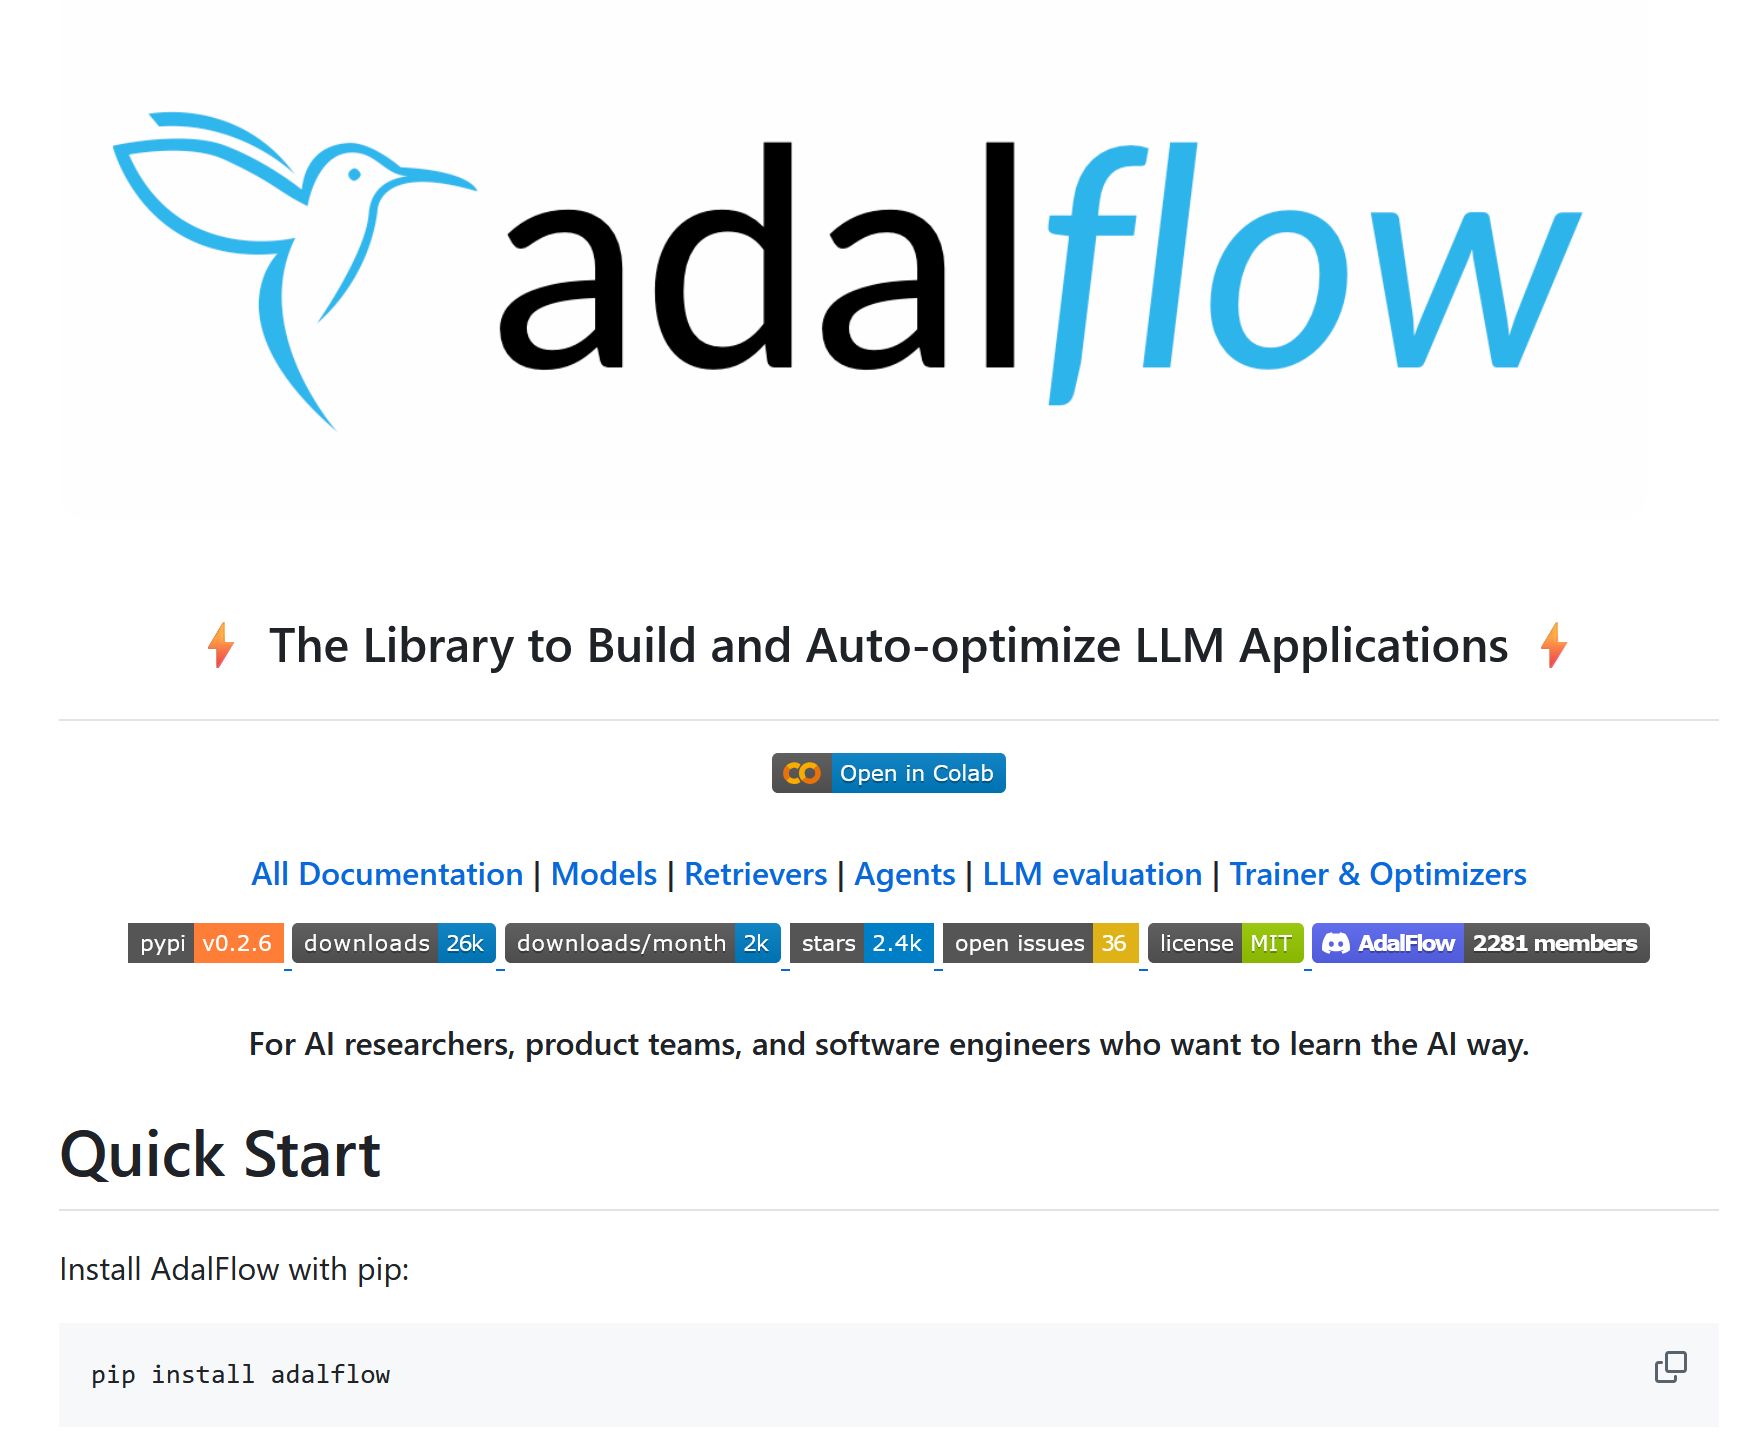 adalflow
⚡ The Library to Build and Auto-optimize LLM Applications ⚡
Open in Colab
All Documentation | Models | Retrievers | Agents | LLM evaluation | Trainer & Optimizers
pypi v0.2.6 downloads 26k downloads/month 2k stars 2.4k open issues 36 license MIT AdalFlow 2281 members
For AI researchers, product teams, and software engineers who want to learn the AI way.
Quick Start
Install AdalFlow with pip:
pip install adalflow